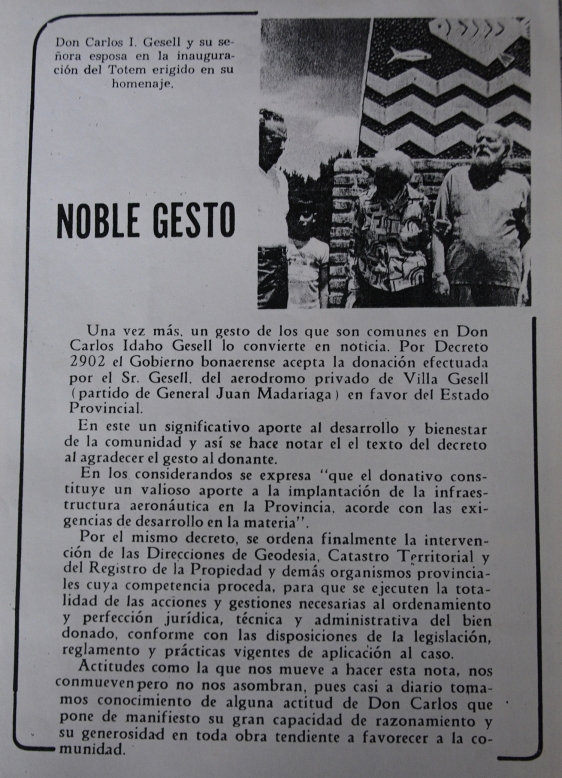 Don Carlos I. Gesell y su se-
ñora esposa en la inaugura-
ción del Totem erigido en su
homenaje.
NOBLE GESTO
Una vez más, un gesto de los que son comunes en Don
Carlos Idaho Gesell lo convierte en noticia. Por Decreto
2902 el Gobierno bonaerense acepta la donación efectuada
por el Sr. Gesell, del aerodromo privado de Villa Gesell
(partido de General Juan Madariaga) en favor del Estado
Provincial.
En este un significativo aporte al desarrollo y bienestar
de la comunidad y así se hace notar el el texto del decreto
al agradecer el gesto al donante.
En los considerandos se expresa "que el donativo cons-
tituye un valioso aporte a la implantación de la infraes-
tructura aeronáutica en la Provincia, acorde con las exi-
gencias de desarrollo en la materia".
Por el mismo decreto, se ordena finalmente la interven-
ción de las Direcciones de Geodesia, Catastro Territorial y
del Registro de la Propiedad y demás organismos provincia-
les cuya competencia proceda, para que se ejecuten la tota-
lidad de las acciones y gestiones necesarias al ordenamiento
y perfección jurídica, técnica y administrativa del bien
donado, conforme con las disposiciones de la legislación,
reglamento y prácticas vigentes de aplicación al caso.
Actitudes como la que nos mueve a hacer esta nota, nos
conmueven pero no nos asombran, pues casi a diario toma-
mos conocimiento de alguna actitud de Don Carlos que
pone de manifiesto su gran capacidad de razonamiento y
su generosidad en toda obra tendiente a favorecer a la co-
munidad.